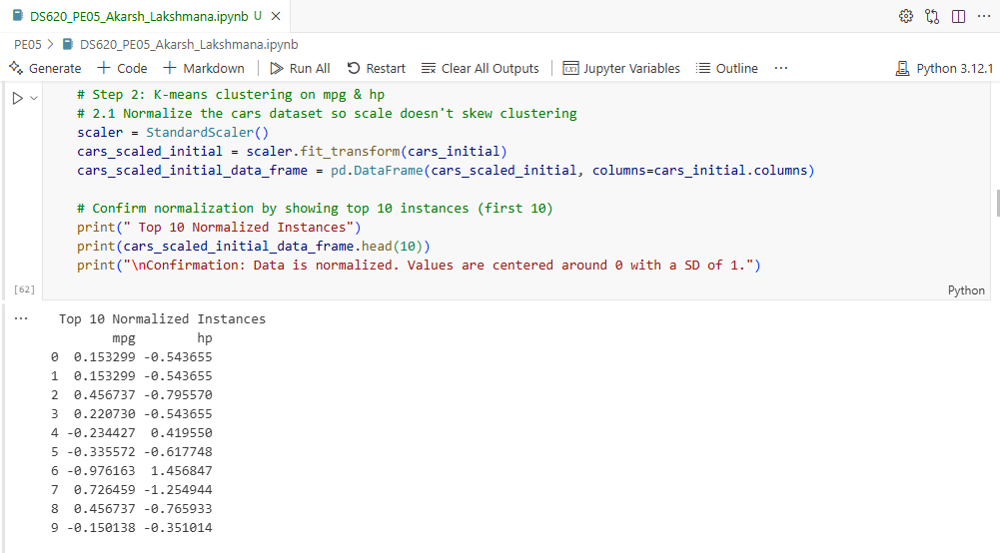 DS620_PE05_Akarsh_Lakshmana.ipynb U
PE05 > DS620_PE05_Akarsh_Lakshmana.ipynb
Generate + Code + Markdown Run All Restart Clear All Outputs Jupyter Variables Outline ... Python 3.12.1
# Step 2: K-means clustering on mpg & hp
# 2.1 Normalize the cars dataset so scale doesn't skew clustering
scaler = StandardScaler()
cars_scaled_initial = scaler.fit_transform(cars_initial)
cars_scaled_initial_data_frame = pd.DataFrame(cars_scaled_initial, columns=cars_initial.columns)
# Confirm normalization by showing top 10 instances (first 10)
print(" Top 10 Normalized Instances")
print(cars_scaled_initial_data_frame.head(10))
print("\nConfirmation: Data is normalized. Values are centered around 0 with a SD of 1.")
[62]
Python
... Top 10 Normalized Instances
mpg hp
0 0.153299 -0.543655
1 0.153299 -0.543655
2 0.456737 -0.795570
3 0.220730 -0.543655
4 -0.234427 0.419550
5 -0.335572 -0.617748
6 -0.976163 1.456847
7 0.726459 -1.254944
8 0.456737 -0.765933
9 -0.150138 -0.351014